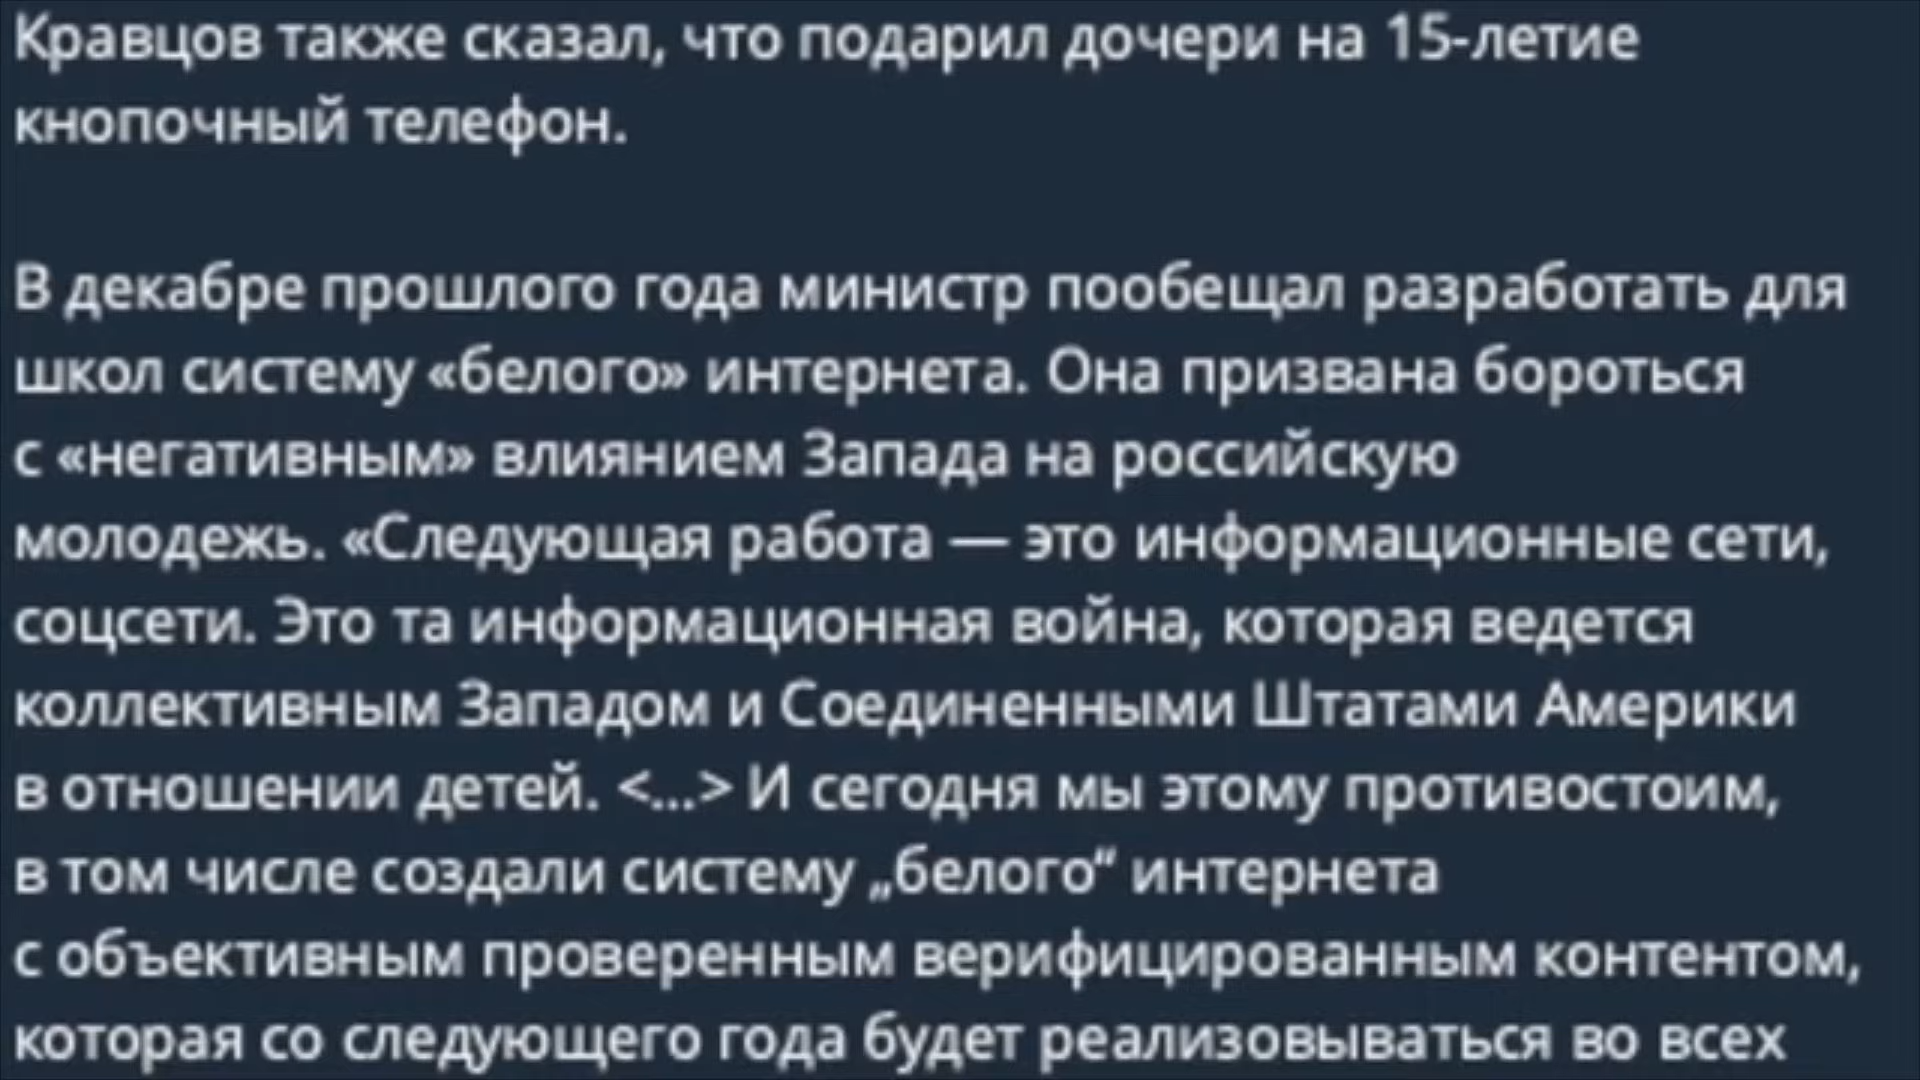 Кравцов также сказал, что подарил дочери на 15-летие
кнопочный телефон.
В декабре прошлого года министр пообещал разработать для
школ систему «белого» интернета. Она призвана бороться
с «негативным» влиянием Запада на российскую
молодежь. «Следующая работа — это информационные сети,
соцсети. Это та информационная война, которая ведется
коллективным Западом и Соединенными Штатами Америки
в отношении детей. <...> И сегодня мы этому противостоим,
в том числе создали систему „белого“ интернета
с объективным проверенным верифицированным контентом,
которая со следующего года будет реализовываться во всех